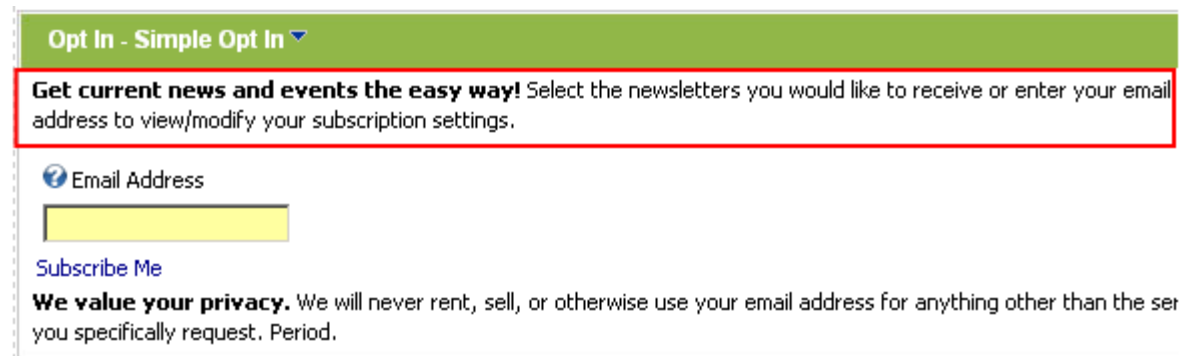 Opt In - Simple Opt In
Get current news and events the easy way! Select the newsletters you would like to receive or enter your email
address to view/modify your subscription settings.
Email Address
Subscribe Me
We value your privacy. We will never rent, sell, or otherwise use your email address for anything other than the
you specifically request. Period.